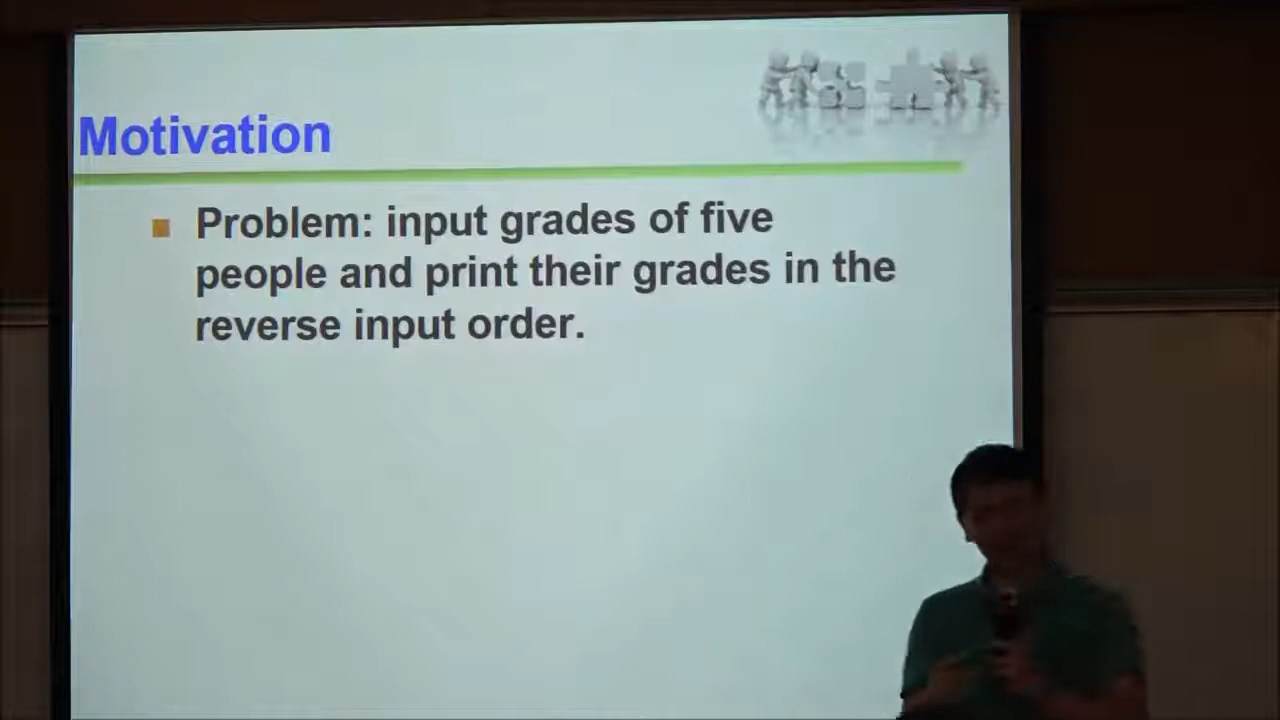 Motivation
Problem: input grades of five
people and print their grades in the
reverse input order.